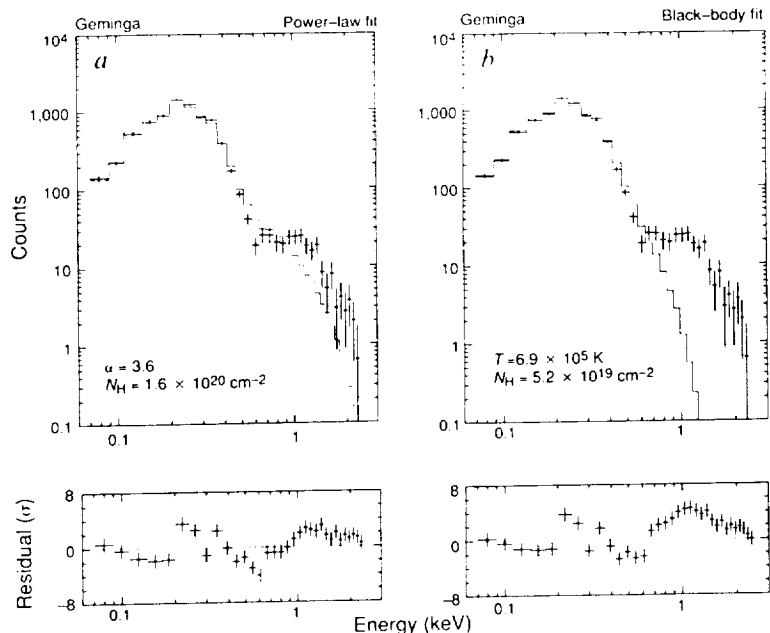 Geminga Power–law fit
a
10⁴
1,000
100
10
1
0.1
α = 3.6
N_H = 1.6 × 10²⁰ cm⁻²
0.1 1
Counts
Geminga Black–body fit
b
10⁴
1,000
100
10
1
0.1
T = 6.9 × 10⁵ K
N_H = 5.2 × 10¹⁹ cm⁻²
0.1 1
Residual (σ)
8
0
−8
0.1 1
8
0
−8
0.1 1
Energy (keV)